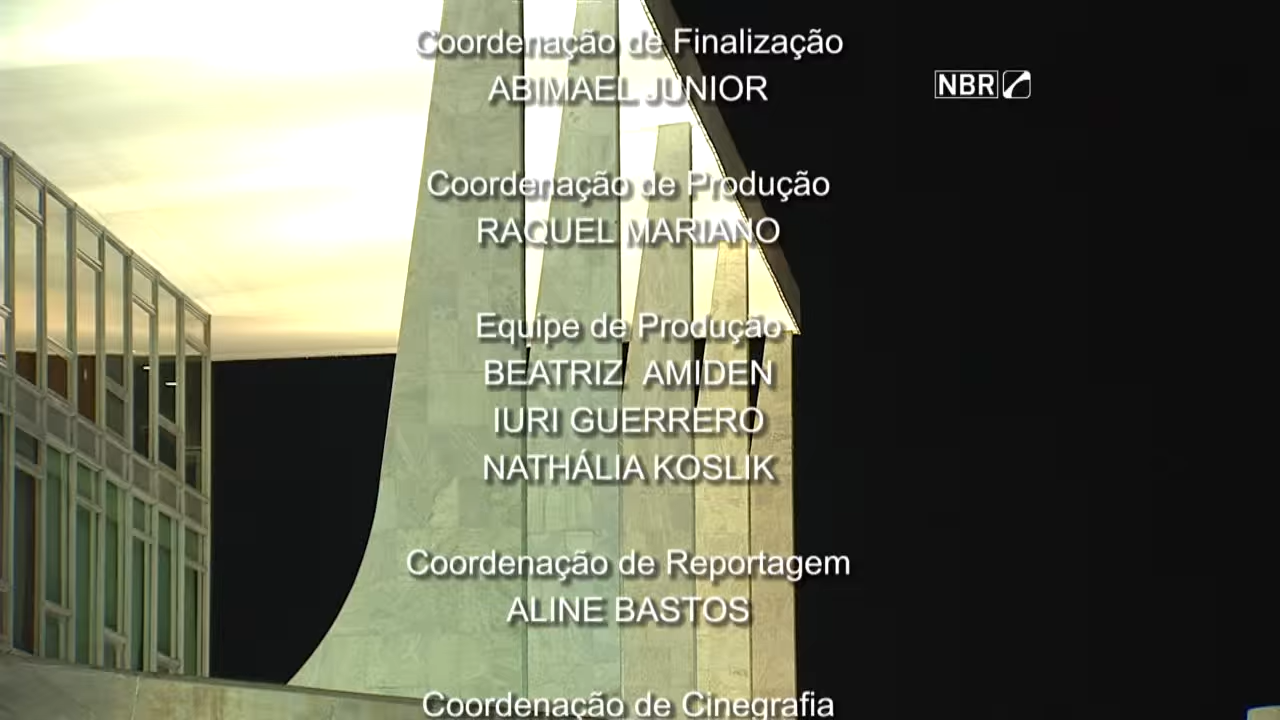 Coordenação de Finalização
ABIMAEL JUNIOR
NBR
Coordenação de Produção
RAQUEL MARIANO
Equipe de Produção
BEATRIZ AMIDEN
IURI GUERRERO
NATHÁLIA KOSLIK
Coordenação de Reportagem
ALINE BASTOS
Coordenação de Cinegrafia